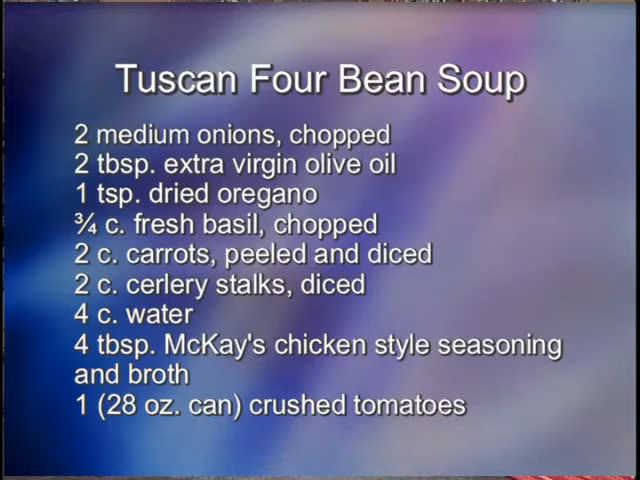 Tuscan Four Bean Soup
2 medium onions, chopped
2 tbsp. extra virgin olive oil
1 tsp. dried oregano
¾ c. fresh basil, chopped
2 c. carrots, peeled and diced
2 c. cerlery stalks, diced
4 c. water
4 tbsp. McKay's chicken style seasoning
and broth
1 (28 oz. can) crushed tomatoes